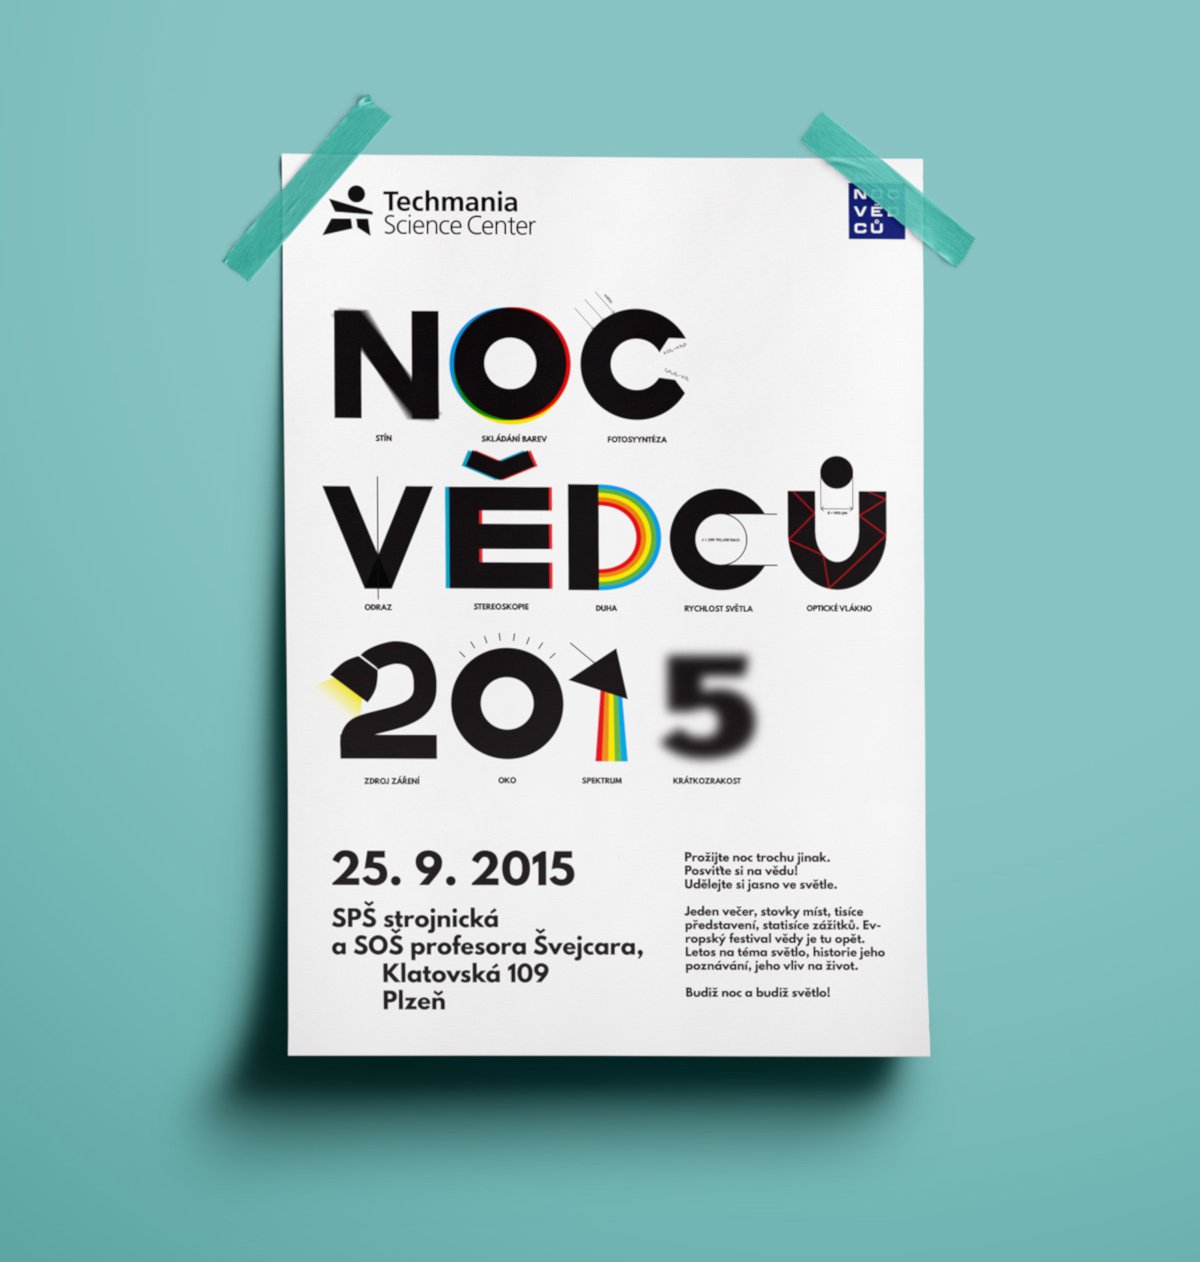 Techmania
Science Center
NOC
VĚD
CŮ
NOC
STÍN
SKLÁDÁNÍ BAREV
FOTOSYYNTÉZA
VĚDCŮ
ODRAZ
STEREOSKOPIE
DUHA
RYCHLOST SVĚTLA
OPTICKÉ VLÁKNO
2015
ZDROJ ZÁŘENÍ
OKO
SPEKTRUM
KRÁTKOZRAKOST
25. 9. 2015
SPŠ strojnická
a SOŠ profesora Švejcara,
Klatovská 109
Plzeň
Prožijte noc trochu jinak.
Posviťte si na vědu!
Udělejte si jasno ve světle.
Jeden večer, stovky míst, tisíce
představení, statisíce zážitků. Ev-
ropský festival vědy je tu opět.
Letos na téma světlo, historie jeho
poznávání, jeho vliv na život.
Budiž noc a budiž světlo!